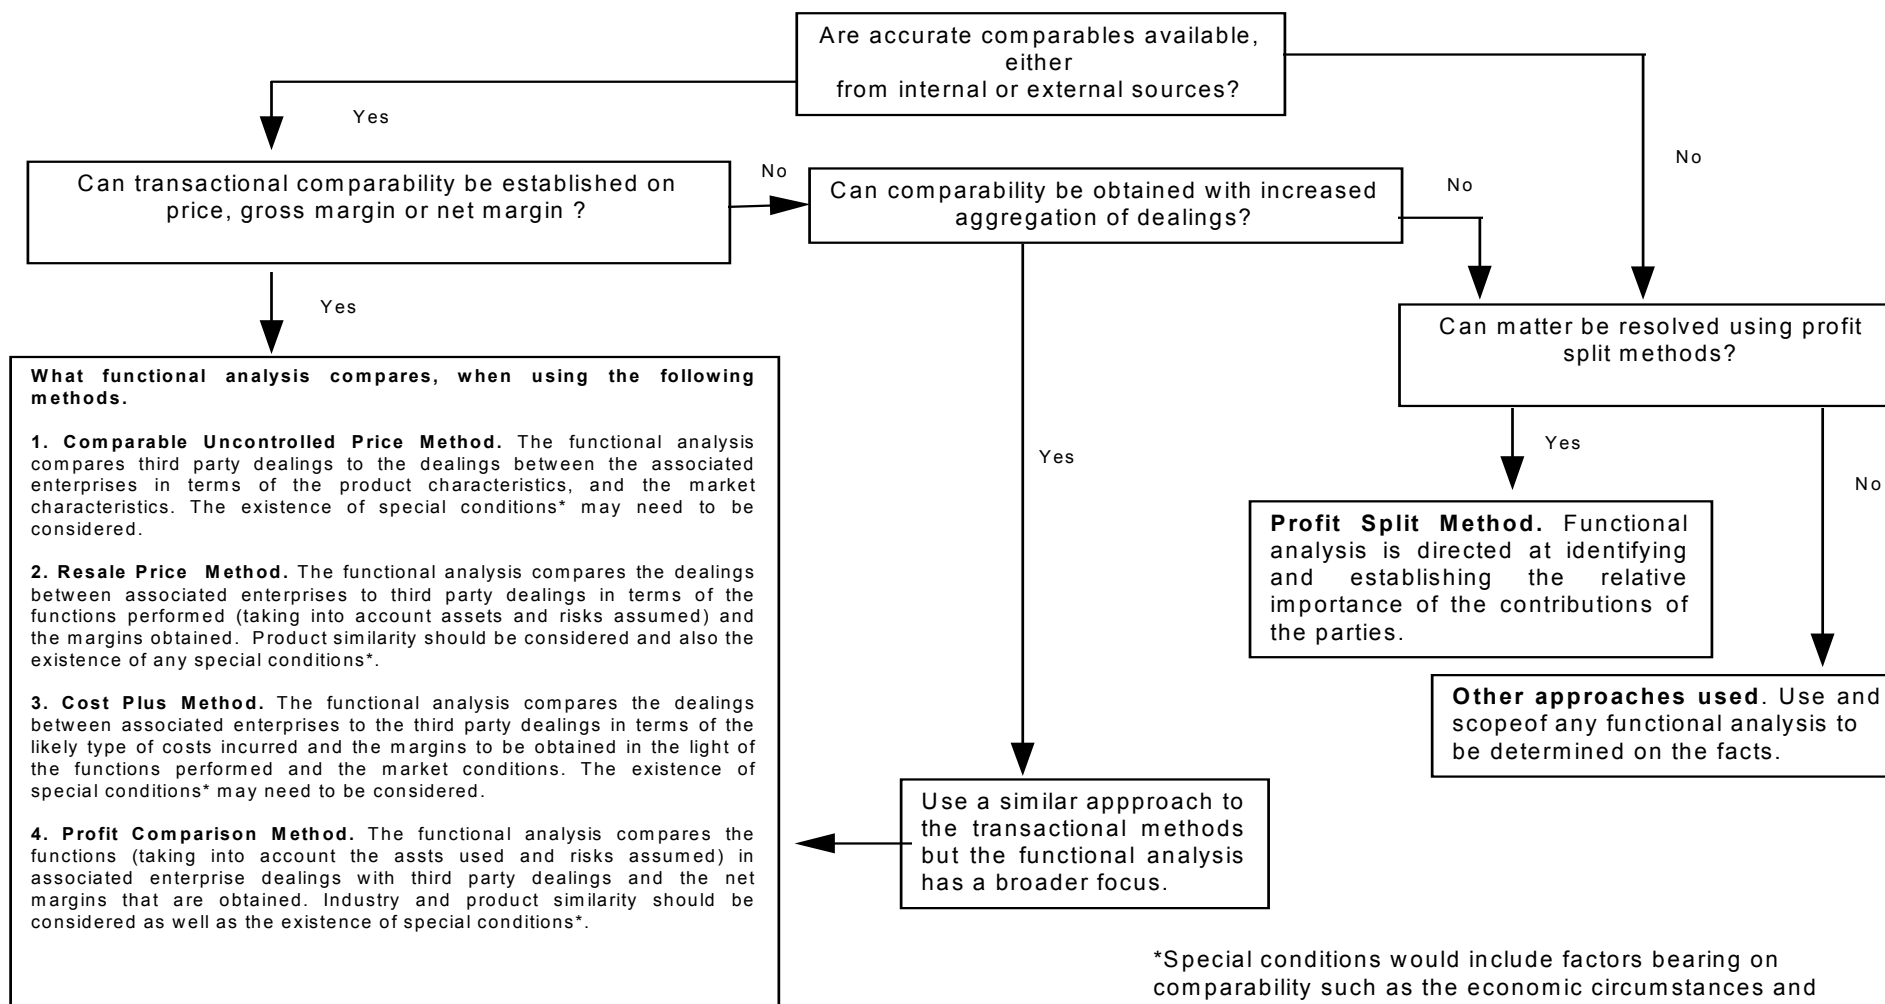 Are accurate comparables available,
either
from internal or external sources?
Yes
No
Can transactional comparability be established on
price, gross margin or net margin ?
No
Can comparability be obtained with increased
aggregation of dealings?
No
Yes
Can matter be resolved using profit
split methods?
What functional analysis compares, when using the following
methods.
1. Comparable Uncontrolled Price Method. The functional analysis
compares third party dealings to the dealings between the associated
enterprises in terms of the product characteristics, and the market
characteristics. The existence of special conditions* may need to be
considered.
2. Resale Price Method. The functional analysis compares the dealings
between associated enterprises to third party dealings in terms of the
functions performed (taking into account assets and risks assumed) and
the margins obtained. Product similarity should be considered and also the
existence of any special conditions*.
3. Cost Plus Method. The functional analysis compares the dealings
between associated enterprises to the third party dealings in terms of the
likely type of costs incurred and the margins to be obtained in the light of
the functions performed and the market conditions. The existence of
special conditions* may need to be considered.
4. Profit Comparison Method. The functional analysis compares the
functions (taking into account the assts used and risks assumed) in
associated enterprise dealings with third party dealings and the net
margins that are obtained. Industry and product similarity should be
considered as well as the existence of special conditions*.
Yes
Yes
No
Profit Split Method. Functional
analysis is directed at identifying
and establishing the relative
importance of the contributions of
the parties.
Other approaches used. Use and
scopeof any functional analysis to
be determined on the facts.
Use a similar appproach to
the transactional methods
but the functional analysis
has a broader focus.
*Special conditions would include factors bearing on
comparability such as the economic circumstances and